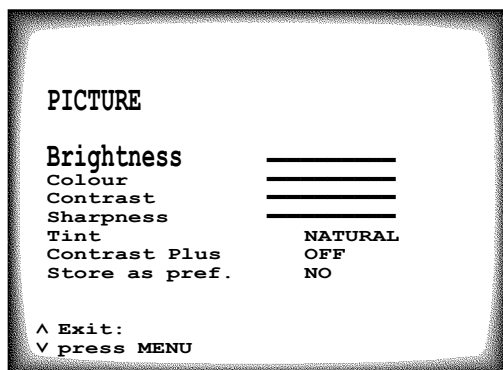 PICTURE
Brightness
Colour
Contrast
Sharpness
Tint NATURAL
Contrast Plus OFF
Store as pref. NO
∧ Exit:
∨ press MENU